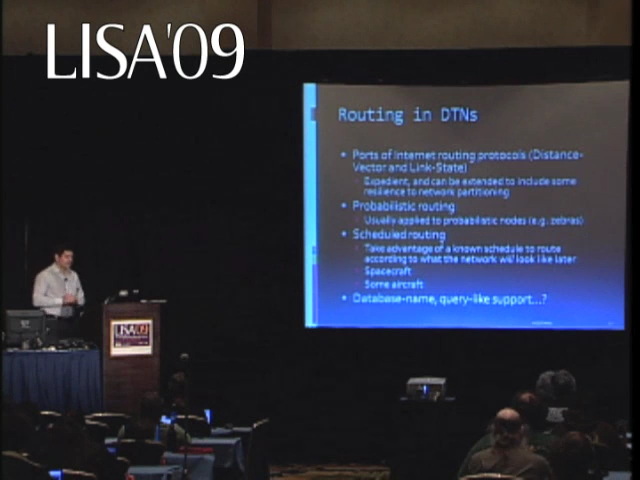 LISA'09
Routing in DTNs
• Ports of Internet routing protocols (Distance-
Vector and Link-State)
Expedient, and can be extended to include some
resilience to network partitioning
• Probabilistic routing
Usually applied to probabilistic nodes (e.g. zebras)
• Scheduled routing
Take advantage of a known schedule to route
according to what the network will look like later
Spacecraft
Some aircraft
• Database-name, query-like support...?
LISA'09